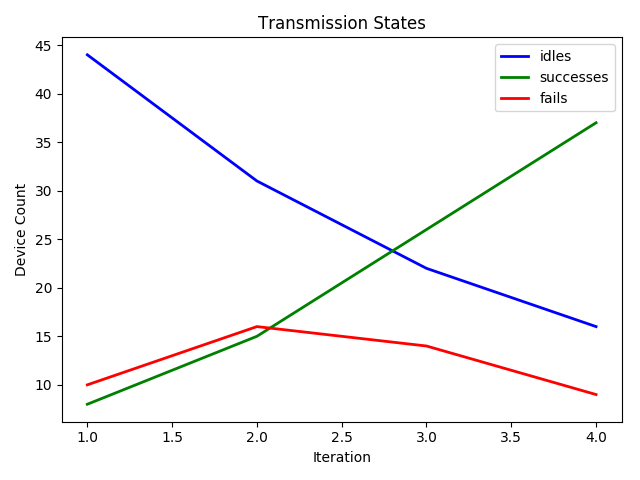 Transmission States
45
40
35
30
25
20
15
10
Device Count
idles
successes
fails
1.0 1.5 2.0 2.5 3.0 3.5 4.0
Iteration